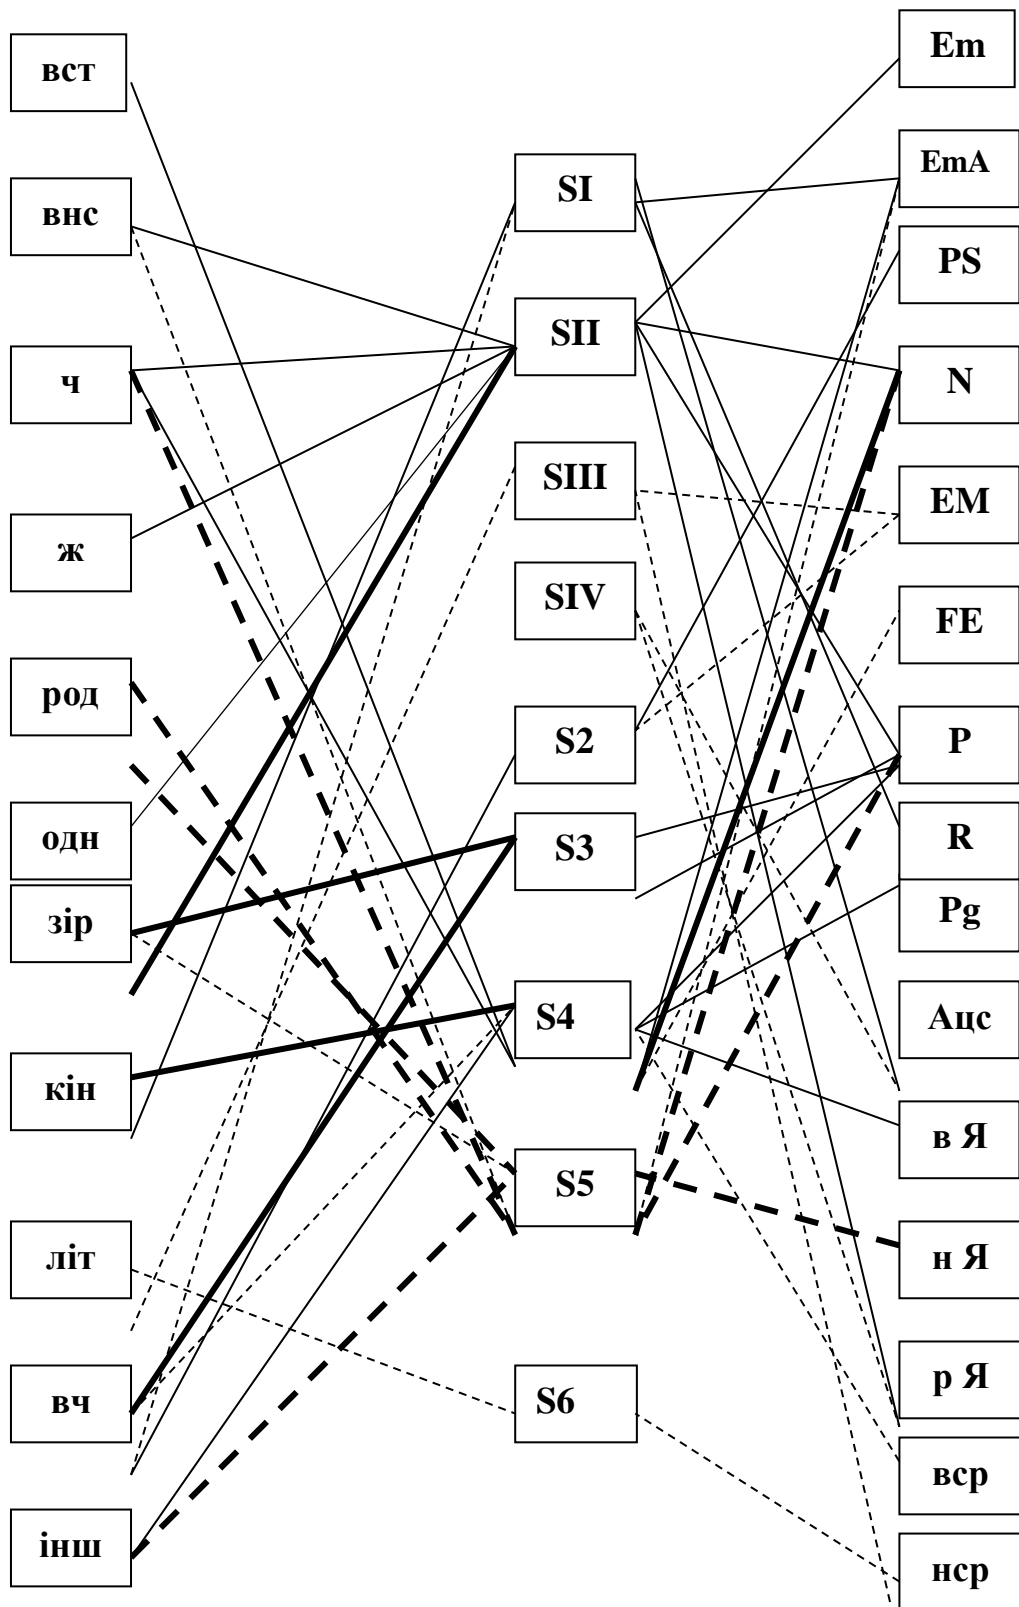 вст
внс
ч
ж
род
одн
зір
кін
літ
вч
інш
SI
SII
SIII
SIV
S2
S3
S4
S5
S6
Em
EmA
PS
N
EM
FE
P
R
Pg
Ацс
в Я
н Я
р Я
вср
нср